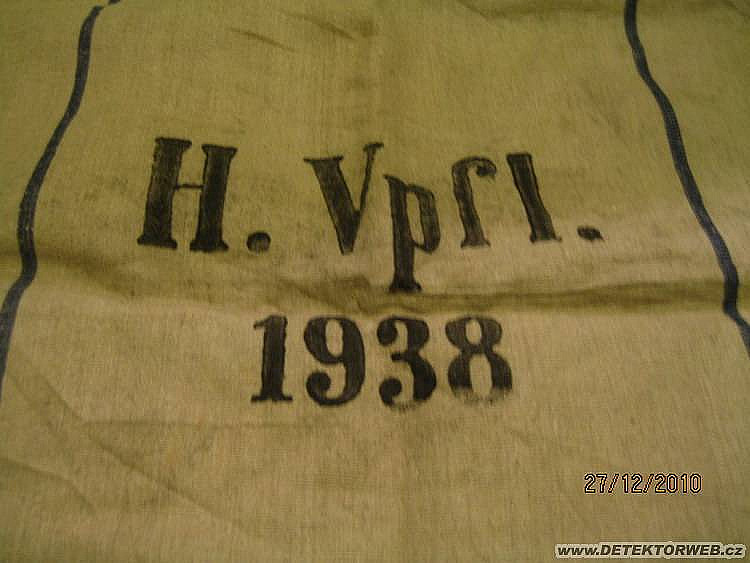 H. Vpfl.
1938
27/12/2010
www.DETEKTORWEB.cz